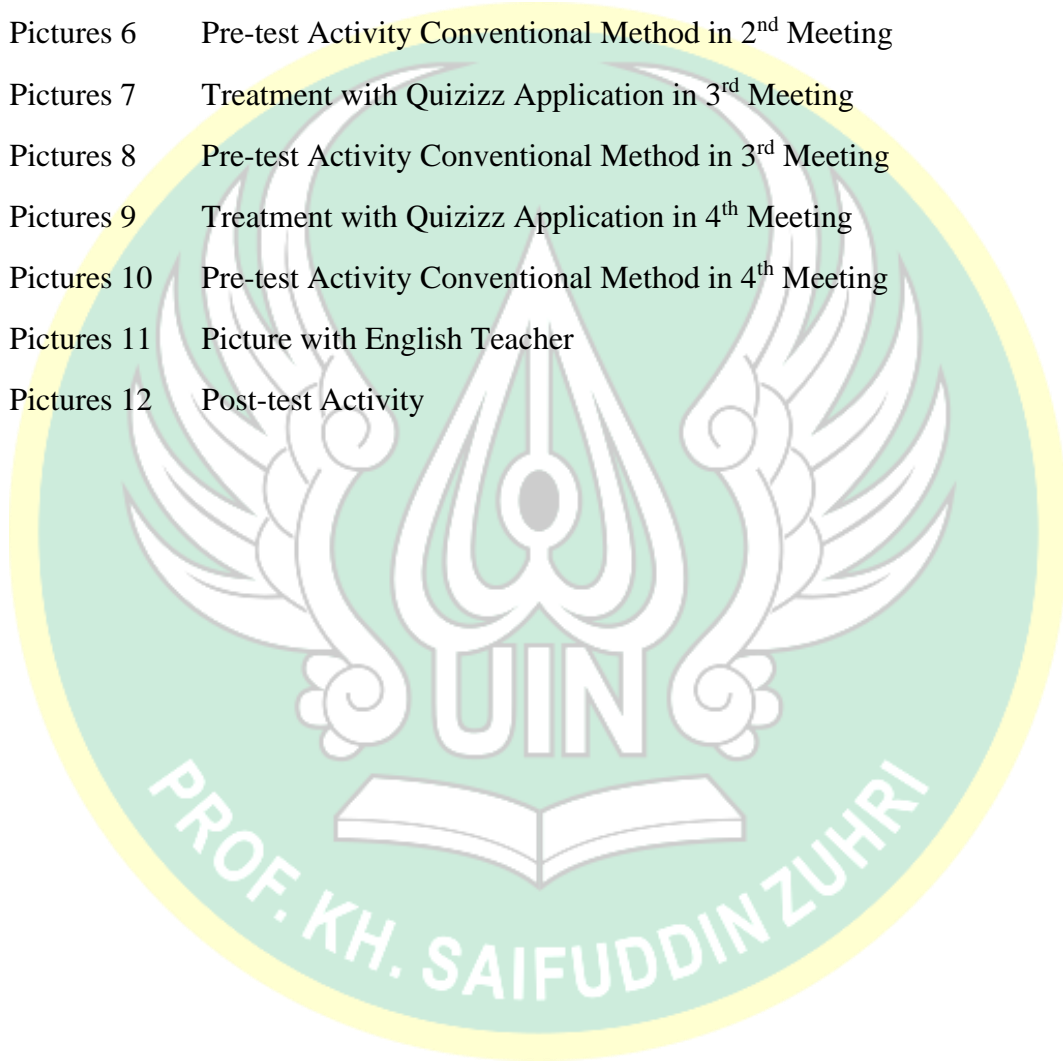 Pictures 6 Pre-test Activity Conventional Method in 2nd Meeting
Pictures 7 Treatment with Quizizz Application in 3rd Meeting
Pictures 8 Pre-test Activity Conventional Method in 3rd Meeting
Pictures 9 Treatment with Quizizz Application in 4th Meeting
Pictures 10 Pre-test Activity Conventional Method in 4th Meeting
Pictures 11 Picture with English Teacher
Pictures 12 Post-test Activity
UIN
PROF. KH. SAIFUDDIN ZUHRI